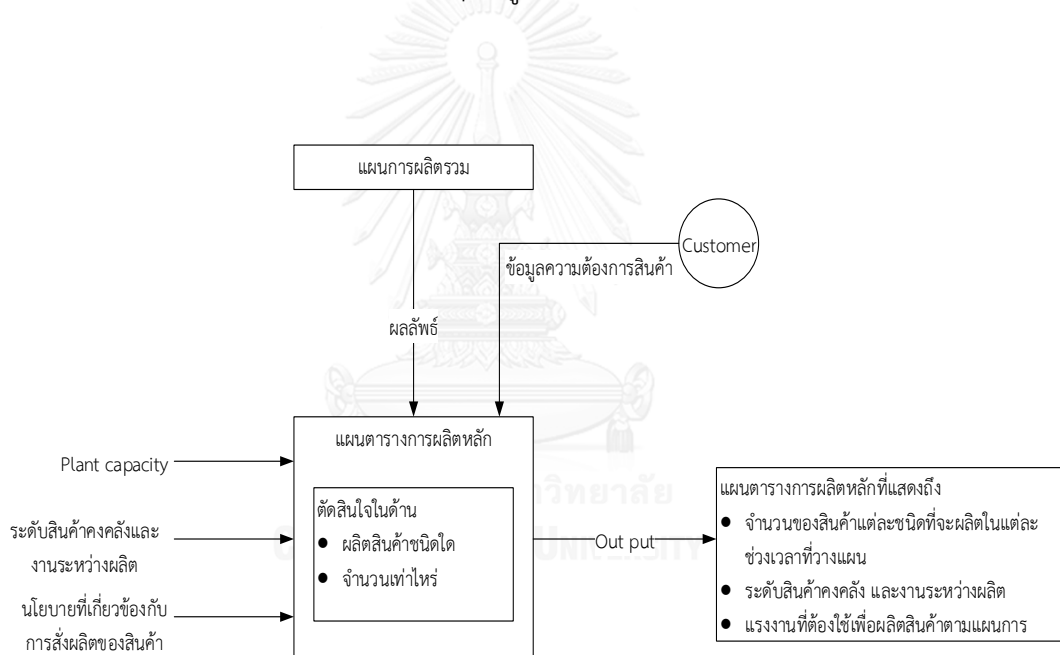 แผนการผลิตรวม
Customer
ข้อมูลความต้องการสินค้า
ผลลัพธ์
แผนตารางการผลิตหลัก
Plant capacity
ตัดสินใจในด้าน
● ผลิตสินค้าชนิดใด
● จำนวนเท่าไหร่
ระดับสินค้าคงคลังและ
งานระหว่างผลิต
นโยบายที่เกี่ยวข้องกับ
การสั่งผลิตของสินค้า
Out put
แผนตารางการผลิตหลักที่แสดงถึง
● จำนวนของสินค้าแต่ละชนิดที่จะผลิตในแต่ละ
ช่วงเวลาที่วางแผน
● ระดับสินค้าคงคลัง และงานระหว่างผลิต
● แรงงานที่ต้องใช้เพื่อผลิตสินค้าตามแผนการ